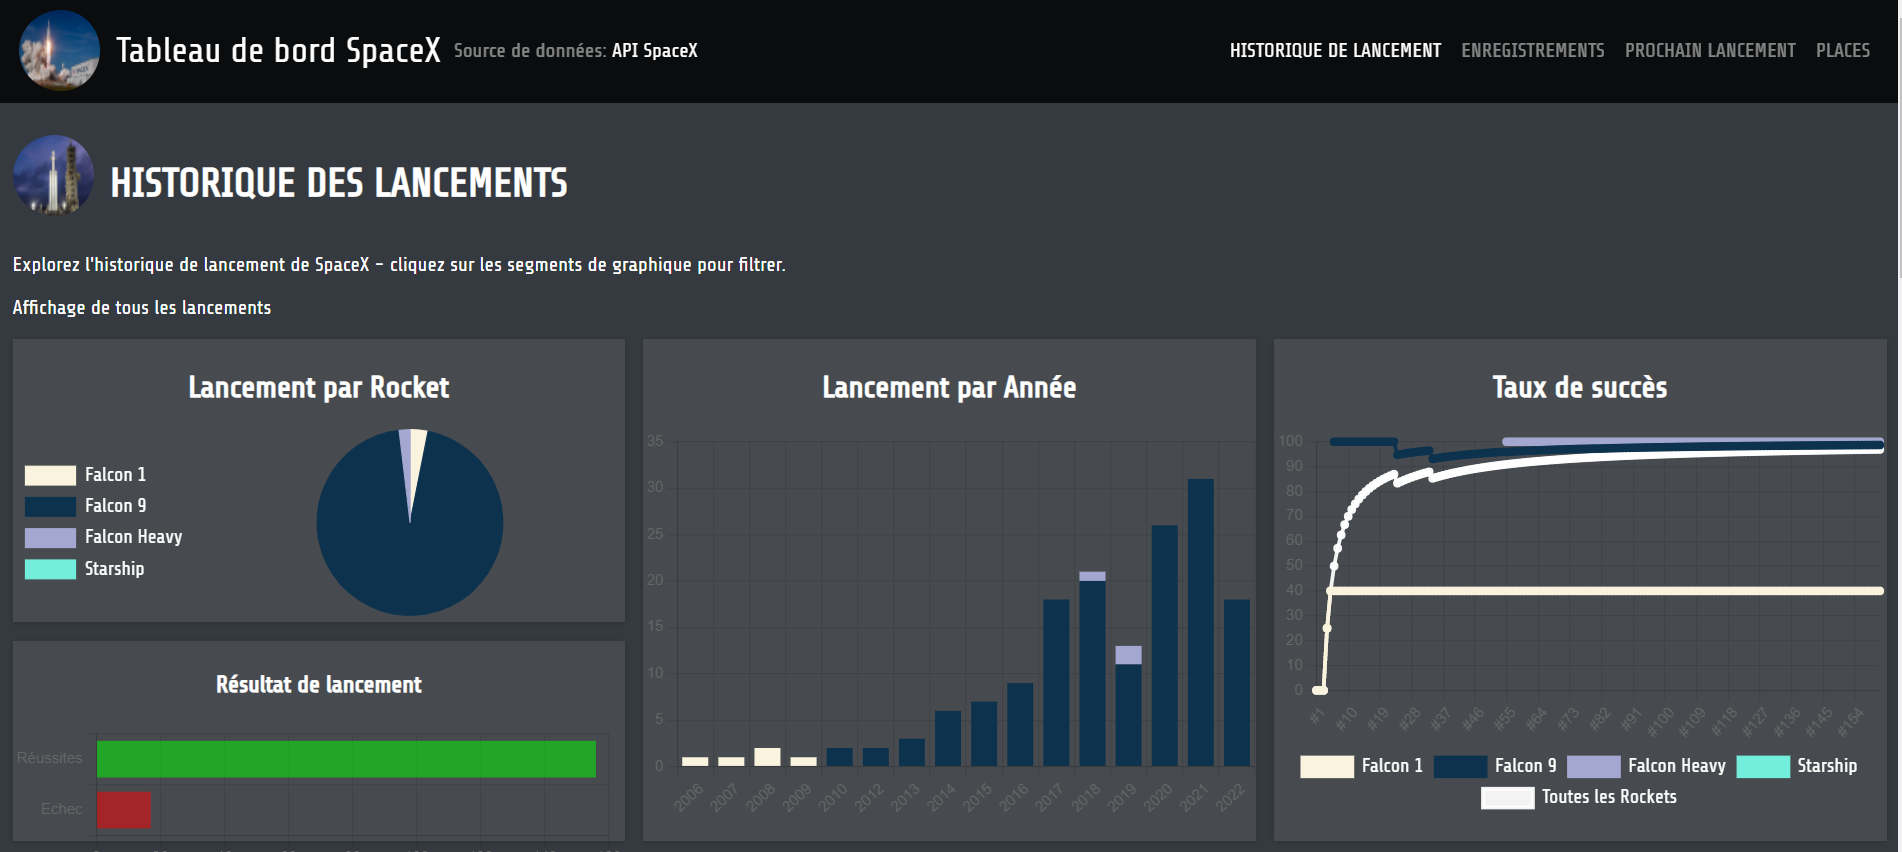 Tableau de bord SpaceX Source de données: API SpaceX
HISTORIQUE DE LANCEMENT ENREGISTREMENTS PROCHAIN LANCEMENT PLACES
HISTORIQUE DES LANCEMENTS
Explorez l'historique de lancement de SpaceX - cliquez sur les segments de graphique pour filtrer.
Affichage de tous les lancements
Lancement par Rocket
Falcon 1
Falcon 9
Falcon Heavy
Starship
Résultat de lancement
Réussites
Echec
Lancement par Année
35
30
25
20
15
10
5
0
2006 2007 2008 2009 2010 2012 2013 2014 2015 2016 2017 2018 2019 2020 2021 2022
Taux de succès
100
90
80
70
60
50
40
30
20
10
0
#1 #10 #19 #28 #37 #46 #55 #64 #73 #82 #91 #100 #109 #118 #127 #136 #145 #154
Falcon 1 Falcon 9 Falcon Heavy Starship
Toutes les Rockets